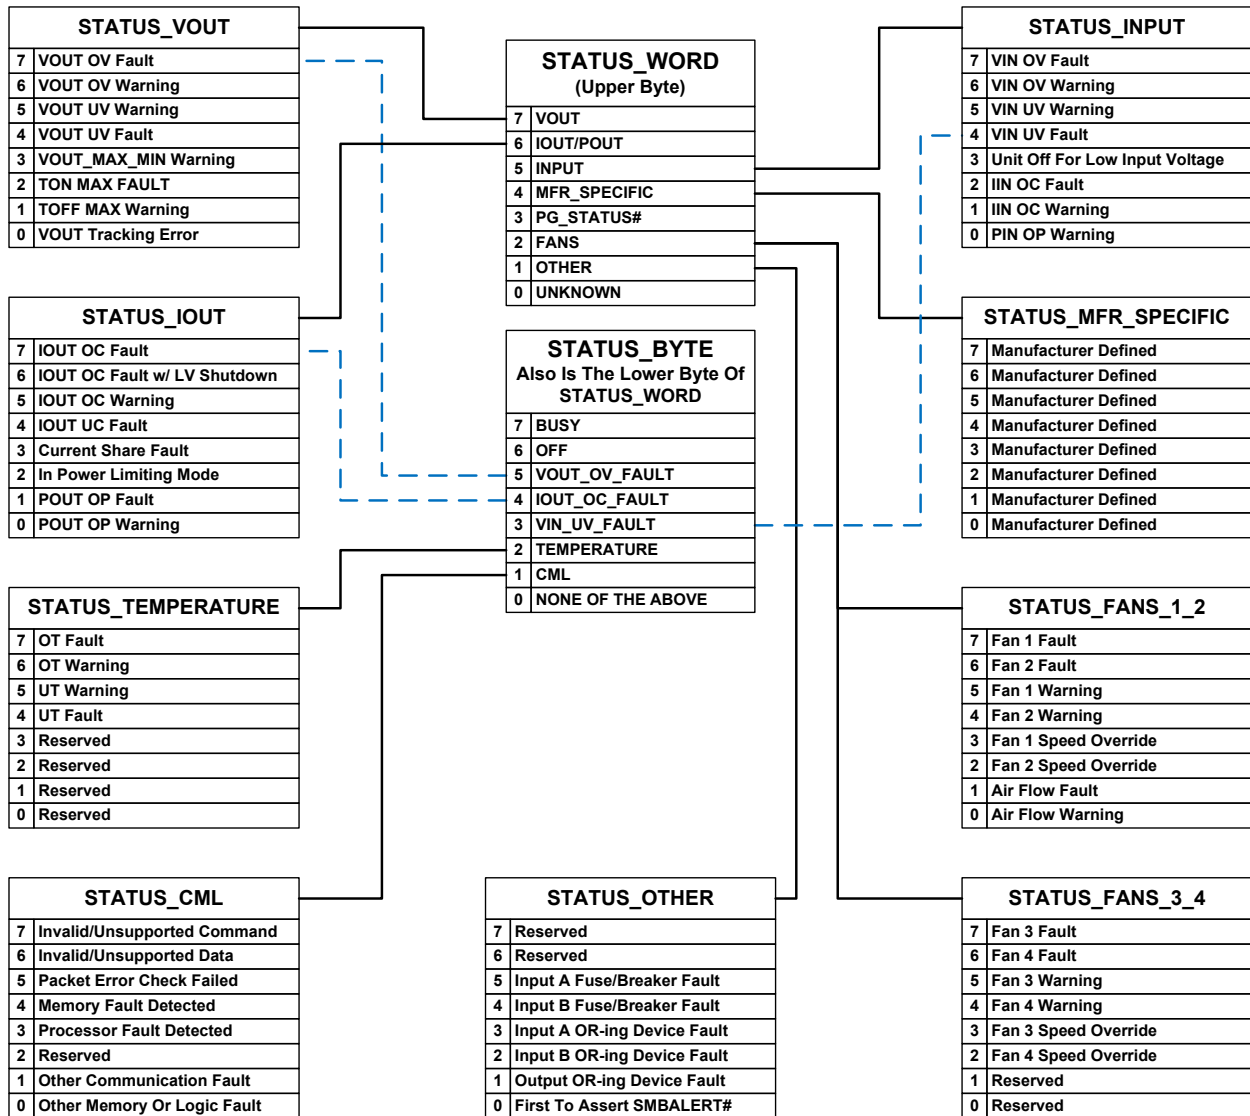 STATUS_VOUT
7 VOUT OV Fault
6 VOUT OV Warning
5 VOUT UV Warning
4 VOUT UV Fault
3 VOUT_MAX_MIN Warning
2 TON MAX FAULT
1 TOFF MAX Warning
0 VOUT Tracking Error
STATUS_IOUT
7 IOUT OC Fault
6 IOUT OC Fault w/ LV Shutdown
5 IOUT OC Warning
4 IOUT UC Fault
3 Current Share Fault
2 In Power Limiting Mode
1 POUT OP Fault
0 POUT OP Warning
STATUS_TEMPERATURE
7 OT Fault
6 OT Warning
5 UT Warning
4 UT Fault
3 Reserved
2 Reserved
1 Reserved
0 Reserved
STATUS_CML
7 Invalid/Unsupported Command
6 Invalid/Unsupported Data
5 Packet Error Check Failed
4 Memory Fault Detected
3 Processor Fault Detected
2 Reserved
1 Other Communication Fault
0 Other Memory Or Logic Fault
STATUS_WORD
(Upper Byte)
7 VOUT
6 IOUT/POUT
5 INPUT
4 MFR_SPECIFIC
3 PG_STATUS#
2 FANS
1 OTHER
0 UNKNOWN
STATUS_BYTE
Also Is The Lower Byte Of
STATUS_WORD
7 BUSY
6 OFF
5 VOUT_OV_FAULT
4 IOUT_OC_FAULT
3 VIN_UV_FAULT
2 TEMPERATURE
1 CML
0 NONE OF THE ABOVE
STATUS_OTHER
7 Reserved
6 Reserved
5 Input A Fuse/Breaker Fault
4 Input B Fuse/Breaker Fault
3 Input A OR-ing Device Fault
2 Input B OR-ing Device Fault
1 Output OR-ing Device Fault
0 First To Assert SMBALERT#
STATUS_INPUT
7 VIN OV Fault
6 VIN OV Warning
5 VIN UV Warning
4 VIN UV Fault
3 Unit Off For Low Input Voltage
2 IIN OC Fault
1 IIN OC Warning
0 PIN OP Warning
STATUS_MFR_SPECIFIC
7 Manufacturer Defined
6 Manufacturer Defined
5 Manufacturer Defined
4 Manufacturer Defined
3 Manufacturer Defined
2 Manufacturer Defined
1 Manufacturer Defined
0 Manufacturer Defined
STATUS_FANS_1_2
7 Fan 1 Fault
6 Fan 2 Fault
5 Fan 1 Warning
4 Fan 2 Warning
3 Fan 1 Speed Override
2 Fan 2 Speed Override
1 Air Flow Fault
0 Air Flow Warning
STATUS_FANS_3_4
7 Fan 3 Fault
6 Fan 4 Fault
5 Fan 3 Warning
4 Fan 4 Warning
3 Fan 3 Speed Override
2 Fan 4 Speed Override
1 Reserved
0 Reserved